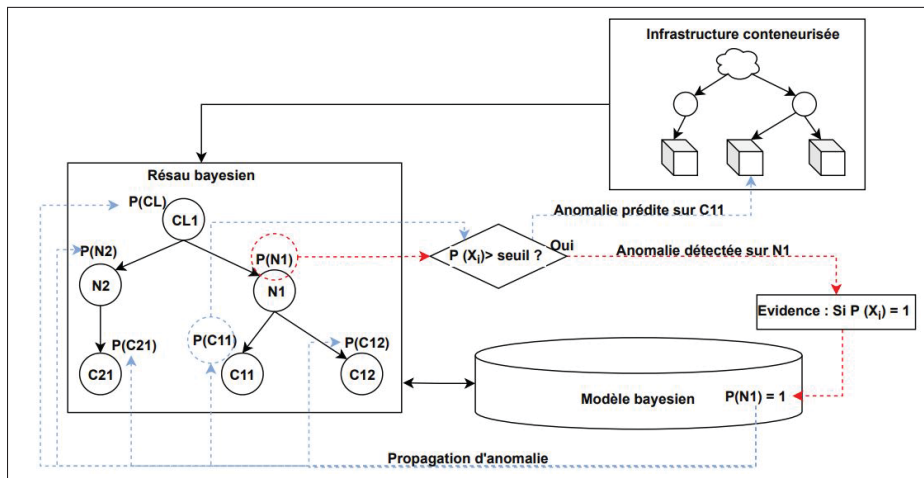 Infrastructure conteneurisée
Résau bayesien
P(CL)
CL1
P(N2)
N2
P(N1)
N1
P (Xi)> seuil ?
Oui
Anomalie prédite sur C11
Anomalie détectée sur N1
Evidence : Si P (Xi) = 1
P(C21)
P(C11)
P(C12)
C21
C11
C12
Modèle bayesien
P(N1) = 1
Propagation d'anomalie